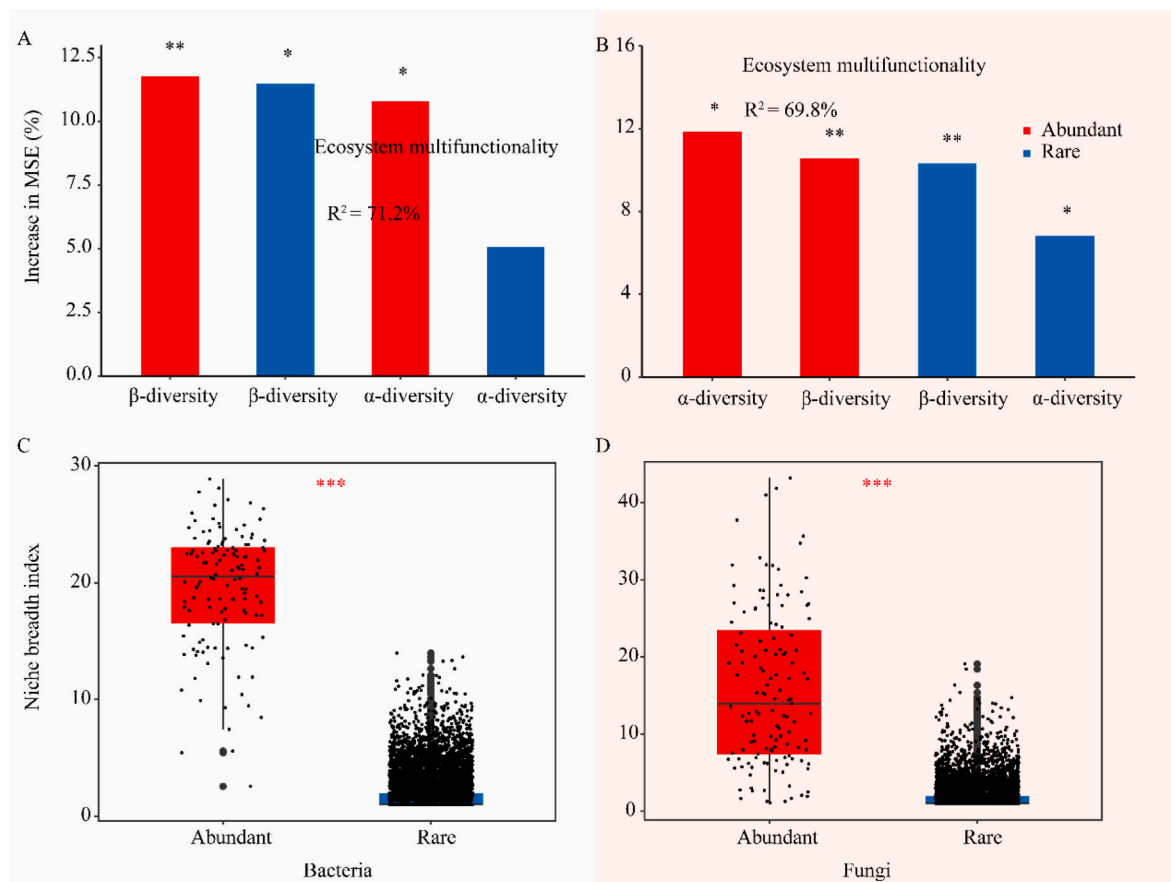 A
Increase in MSE (%)
12.5
10.0
7.5
5.0
2.5
0.0
**
*
*
Ecosystem multifunctionality
R² = 71.2%
β-diversity
β-diversity
α-diversity
α-diversity
B
16
12
8
4
0
Ecosystem multifunctionality
R² = 69.8%
*
**
**
*
Abundant
Rare
α-diversity
β-diversity
β-diversity
α-diversity
C
Niche breadth index
30
20
10
0
***
Abundant
Rare
Bacteria
D
40
30
20
10
0
***
Abundant
Rare
Fungi